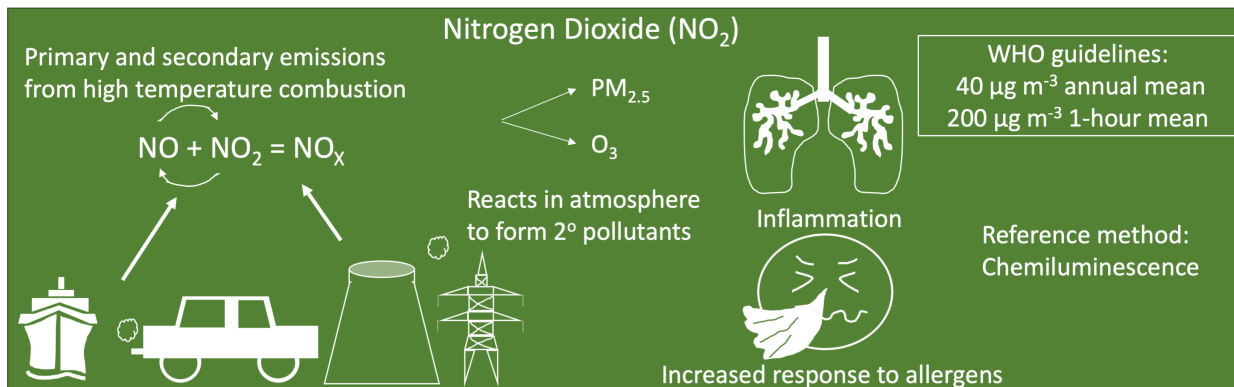 Nitrogen Dioxide (NO₂)
Primary and secondary emissions
from high temperature combustion
NO + NO₂ = NOₓ
PM₂.₅
O₃
Reacts in atmosphere
to form 2º pollutants
Inflammation
Increased response to allergens
WHO guidelines:
40 µg m⁻³ annual mean
200 µg m⁻³ 1-hour mean
Reference method:
Chemiluminescence